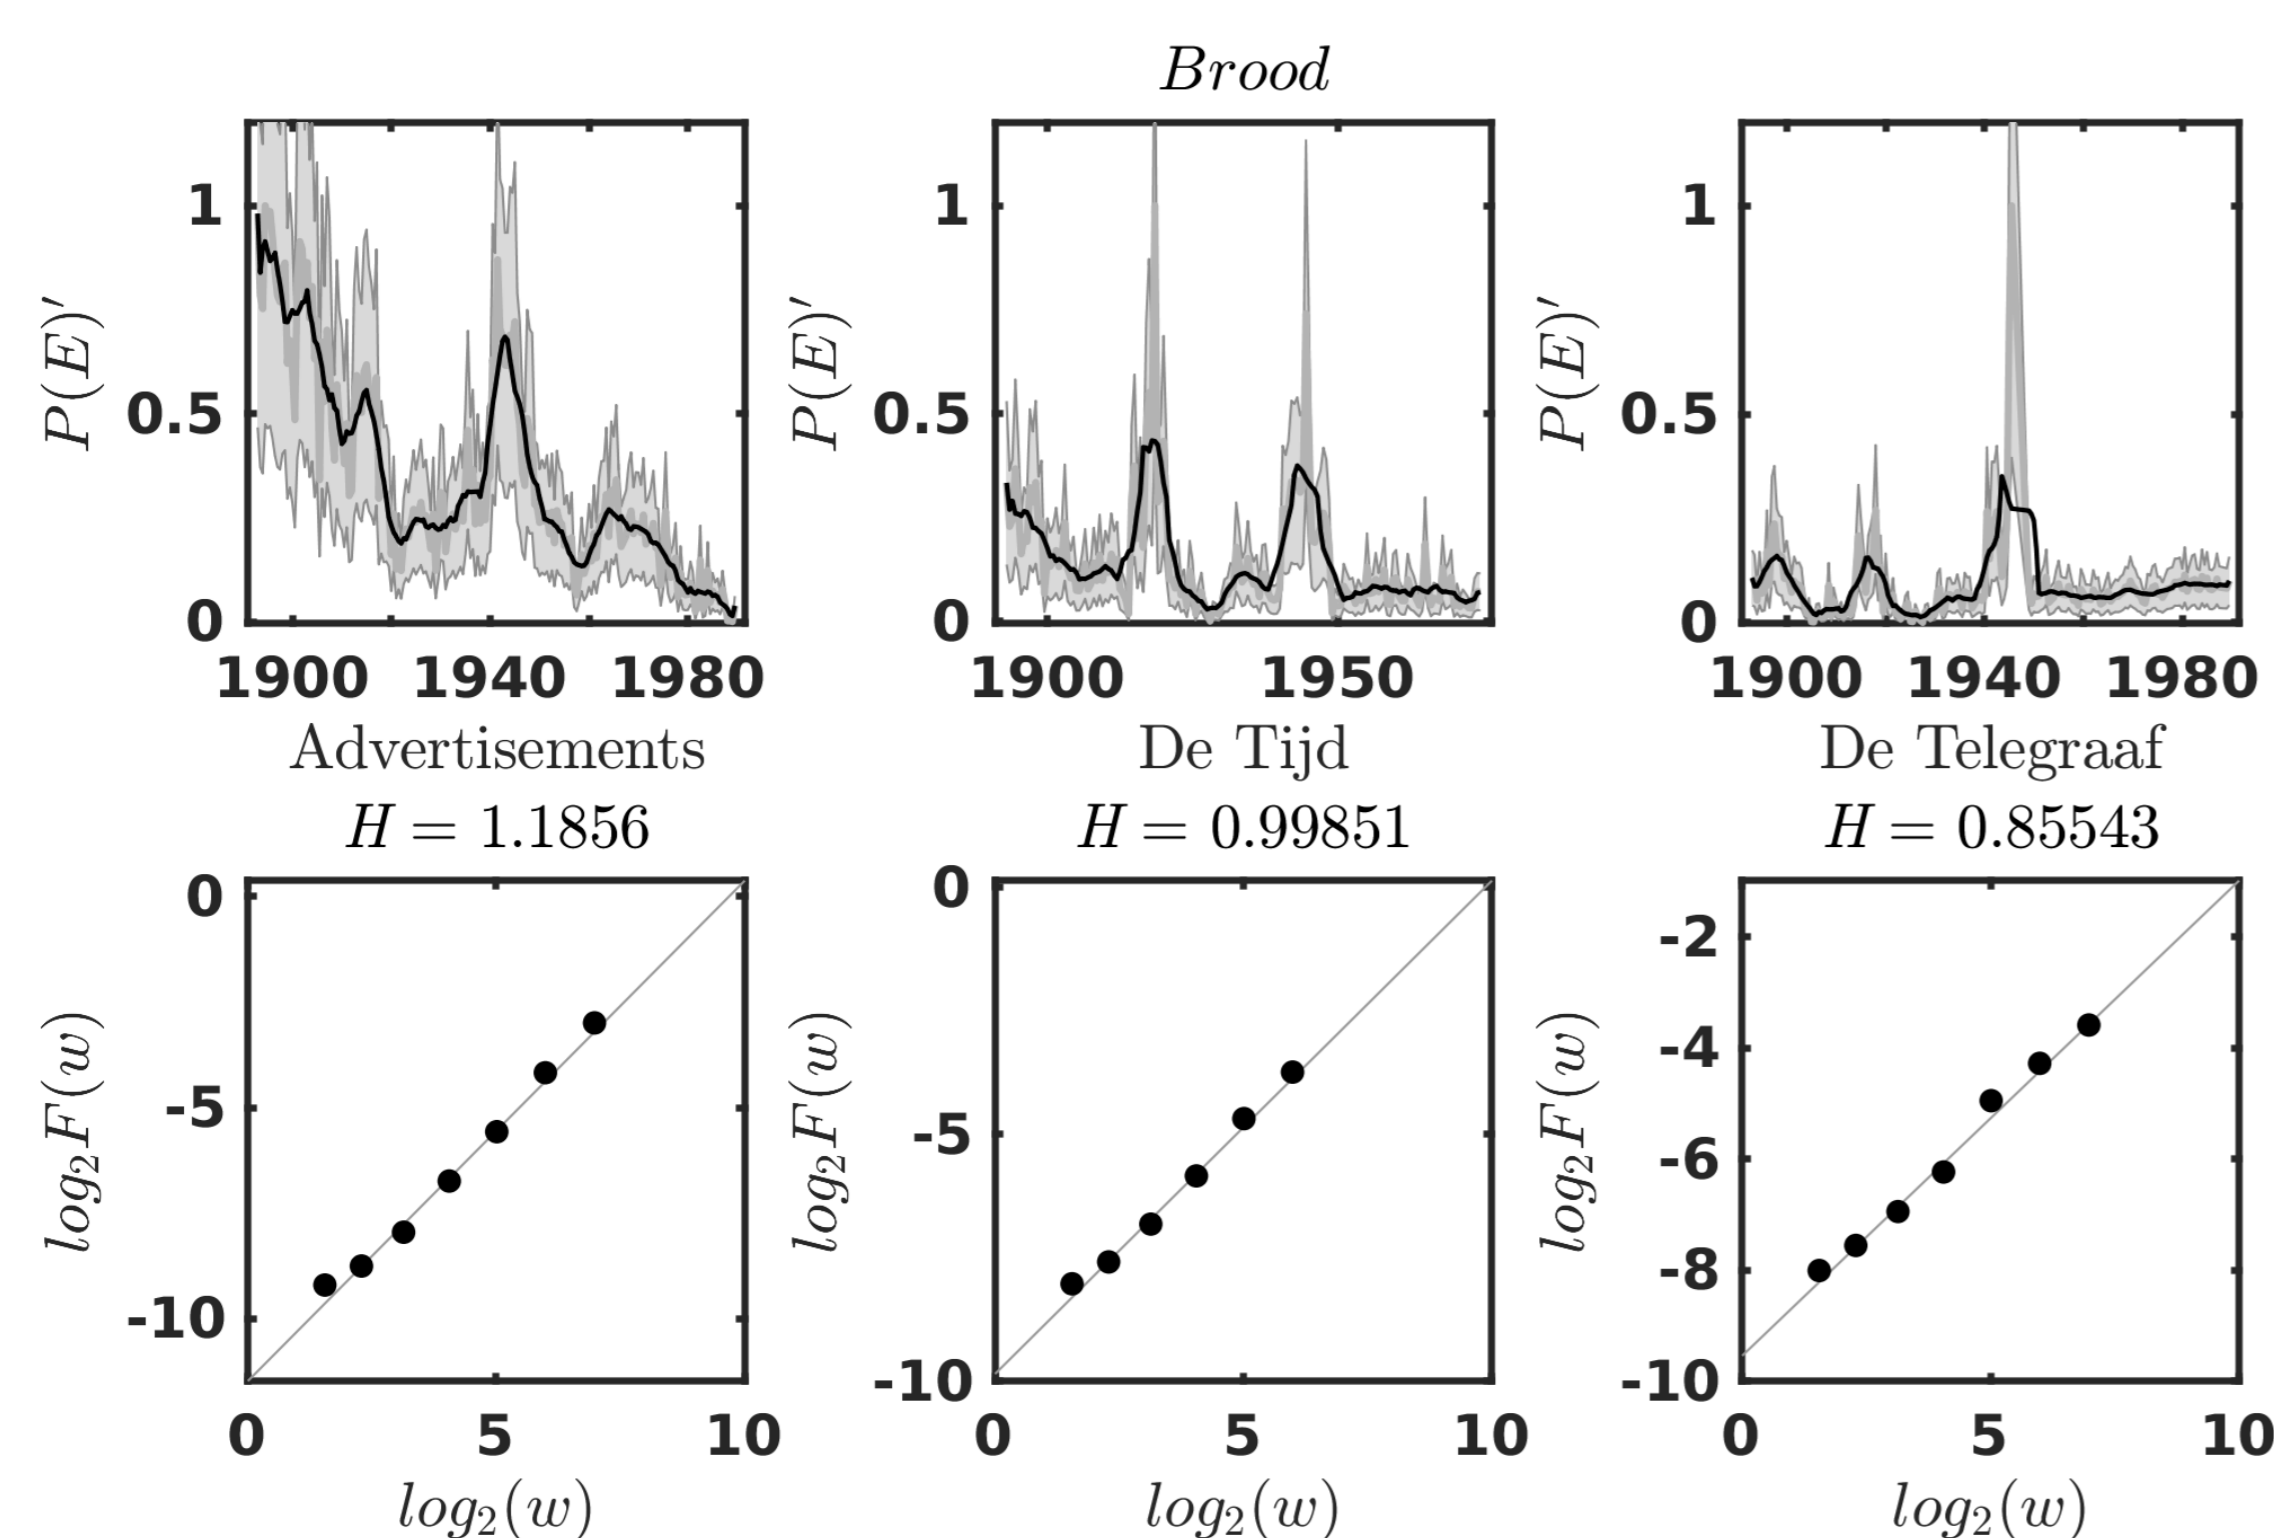 Brood
P(E)′ P(E)′ P(E)′
1 1 1
0.5 0.5 0.5
0 0 0
1900 1940 1980 1900 1950 1900 1940 1980
Advertisements De Tijd De Telegraaf
H = 1.1856 H = 0.99851 H = 0.85543
log₂F(w) log₂F(w) log₂F(w)
0 0 -2
-4
-5 -5 -6
-8
-10 -10 -10
0 5 10 0 5 10 0 5 10
log₂(w) log₂(w) log₂(w)